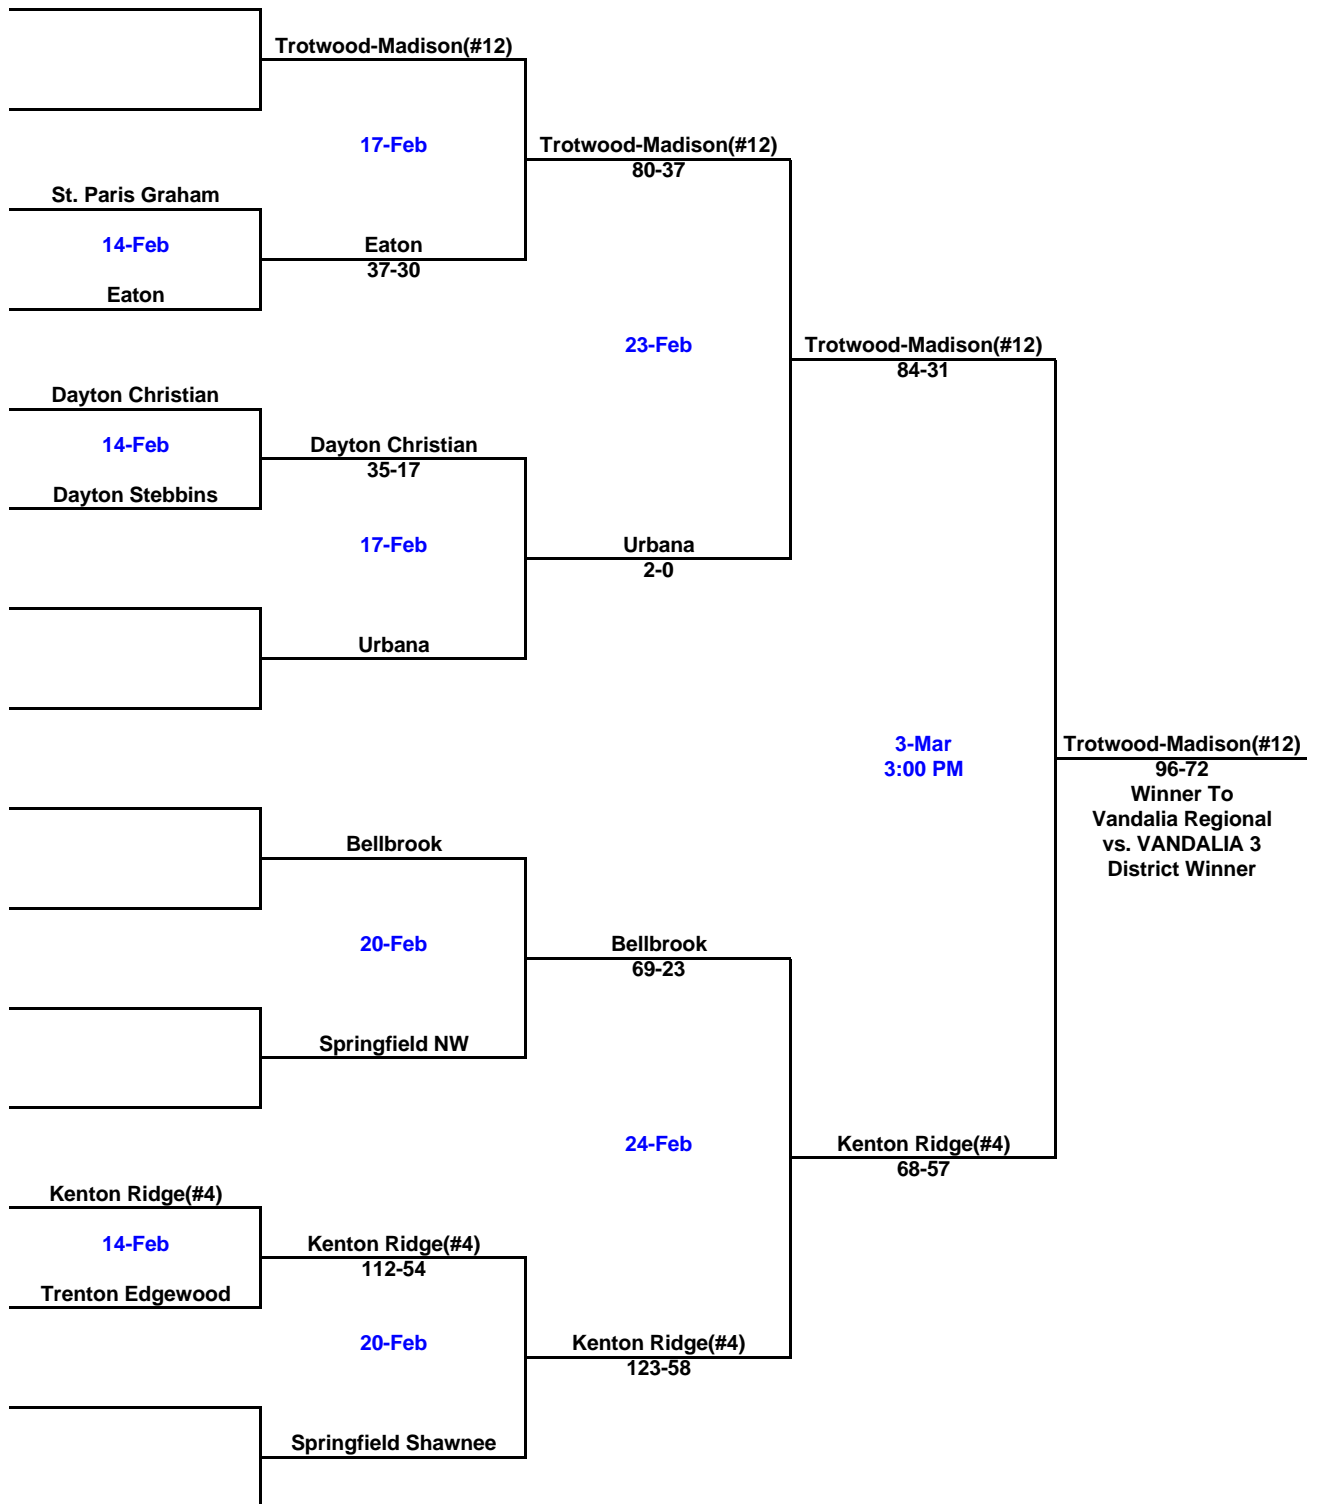 Trotwood-Madison(#12)
17-Feb
Trotwood-Madison(#12)
80-37
St. Paris Graham
14-Feb
Eaton
37-30
Eaton
23-Feb
Trotwood-Madison(#12)
84-31
Dayton Christian
14-Feb
Dayton Christian
35-17
Dayton Stebbins
17-Feb
Urbana
2-0
Urbana
3-Mar
3:00 PM
Trotwood-Madison(#12)
96-72
Winner To
Vandalia Regional
vs. VANDALIA 3
District Winner
Bellbrook
20-Feb
Bellbrook
69-23
Springfield NW
24-Feb
Kenton Ridge(#4)
68-57
Kenton Ridge(#4)
14-Feb
Kenton Ridge(#4)
112-54
Trenton Edgewood
20-Feb
Kenton Ridge(#4)
123-58
Springfield Shawnee